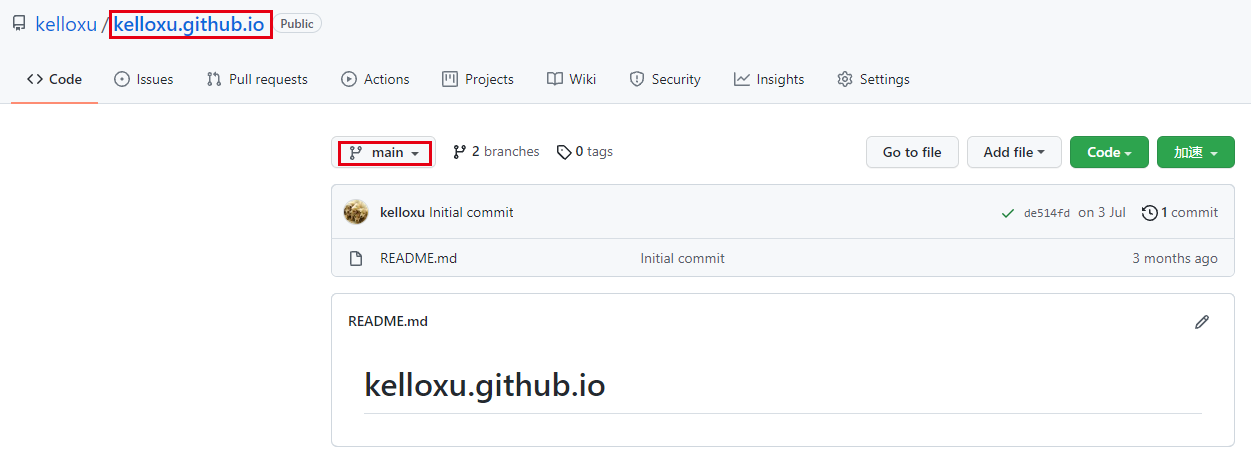 kelloxu / kelloxu.github.io Public
Code Issues Pull requests Actions Projects Wiki Security Insights Settings
main 2 branches 0 tags Go to file Add file Code 加速
kelloxu Initial commit de514fd on 3 Jul 1 commit
README.md Initial commit 3 months ago
README.md
kelloxu.github.io